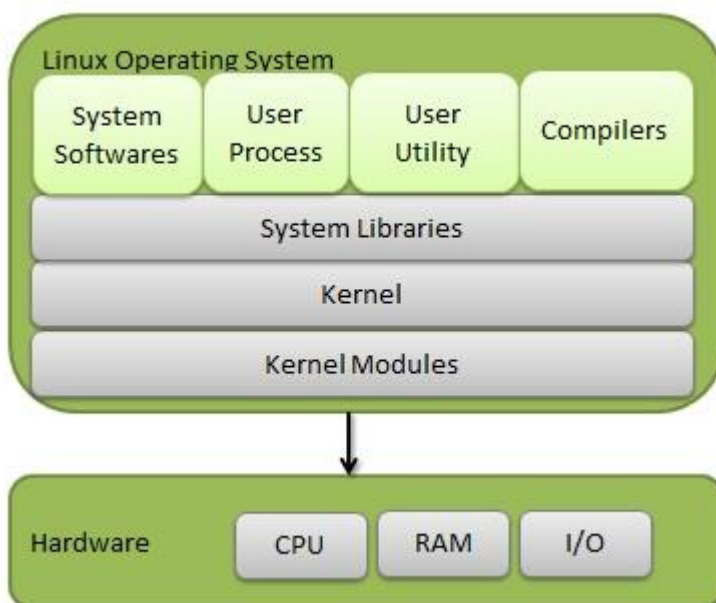 Linux Operating System
System
Softwares
User
Process
User
Utility
Compilers
System Libraries
Kernel
Kernel Modules
Hardware
CPU
RAM
I/O